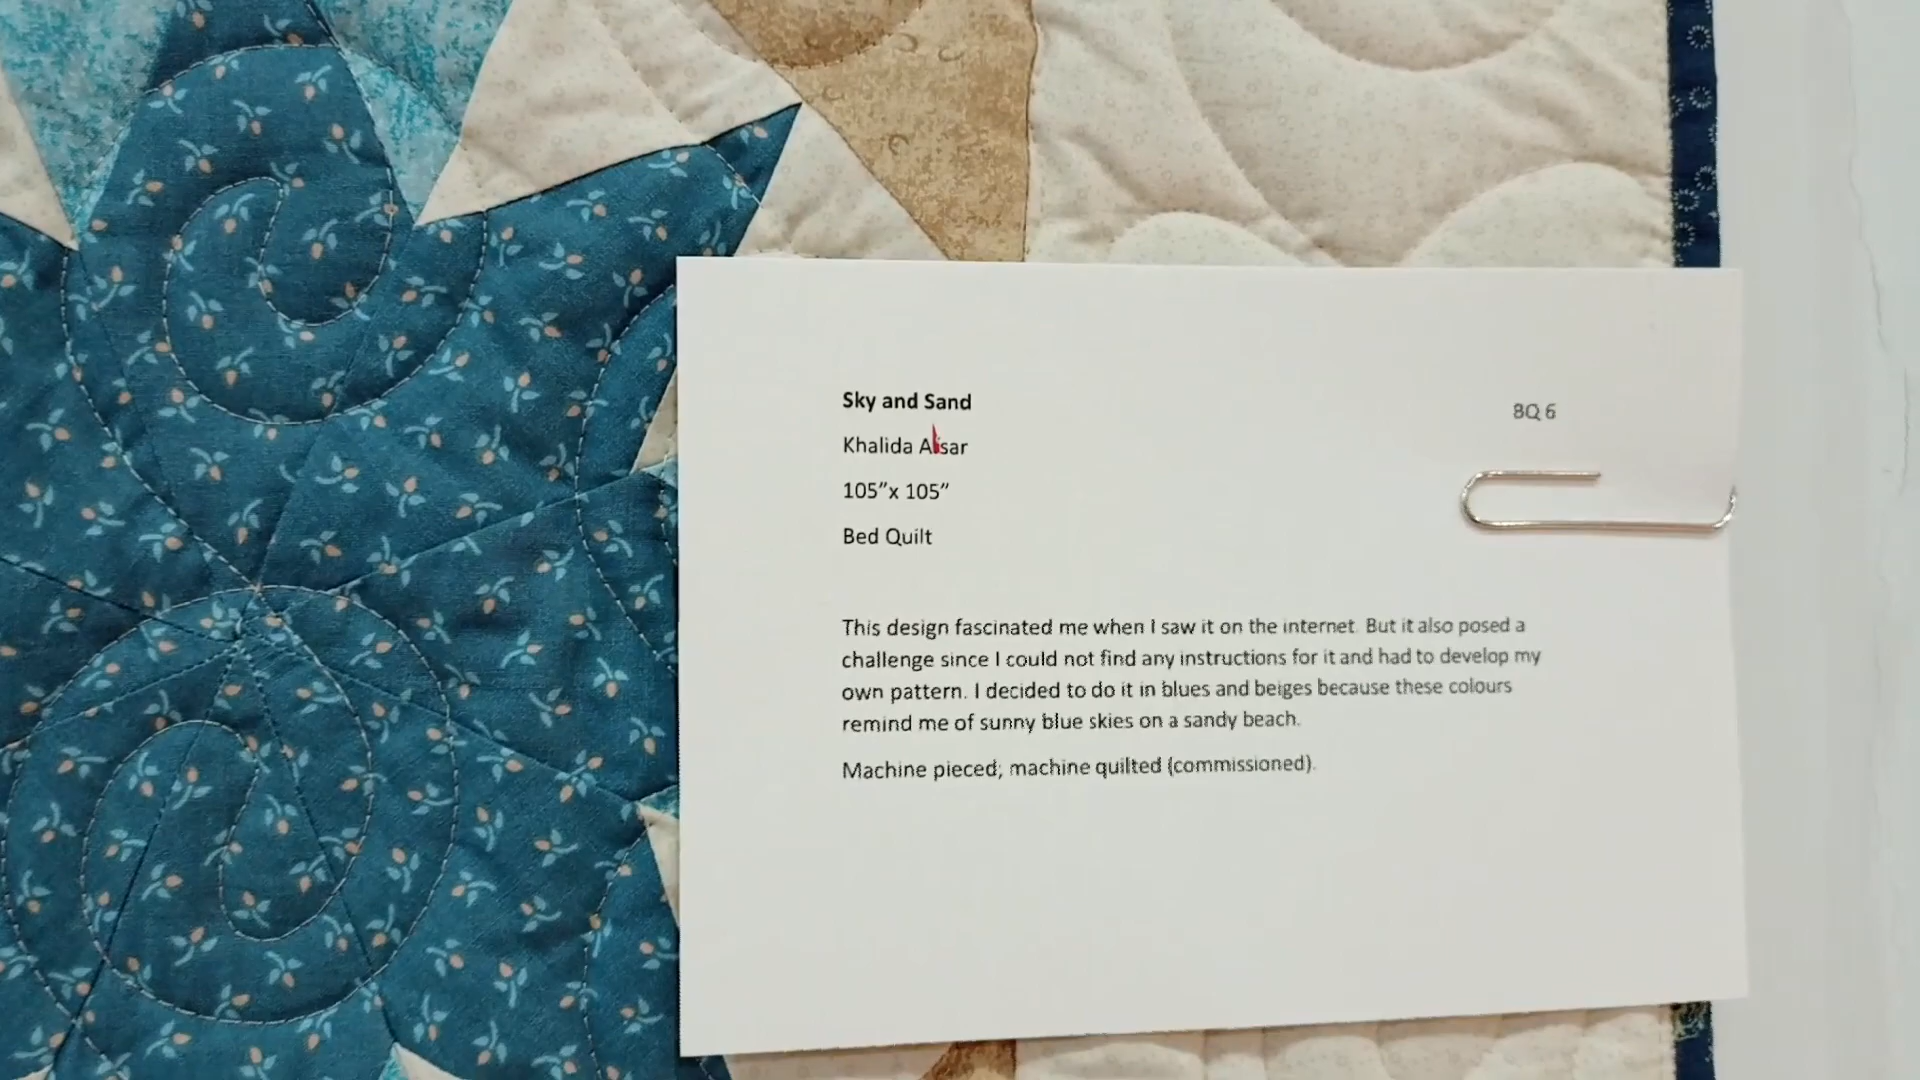 Sky and Sand
BQ 6
Khalida
105”x 105”
Bed Quilt
This design fascinated me when I saw it on the internet. But it also posed a
challenge since I could not find any instructions for it and had to develop my
own pattern. I decided to do it in blues and beiges because these colours
remind me of sunny blue skies on a sandy beach.
Machine pieced; machine quilted (commissioned).